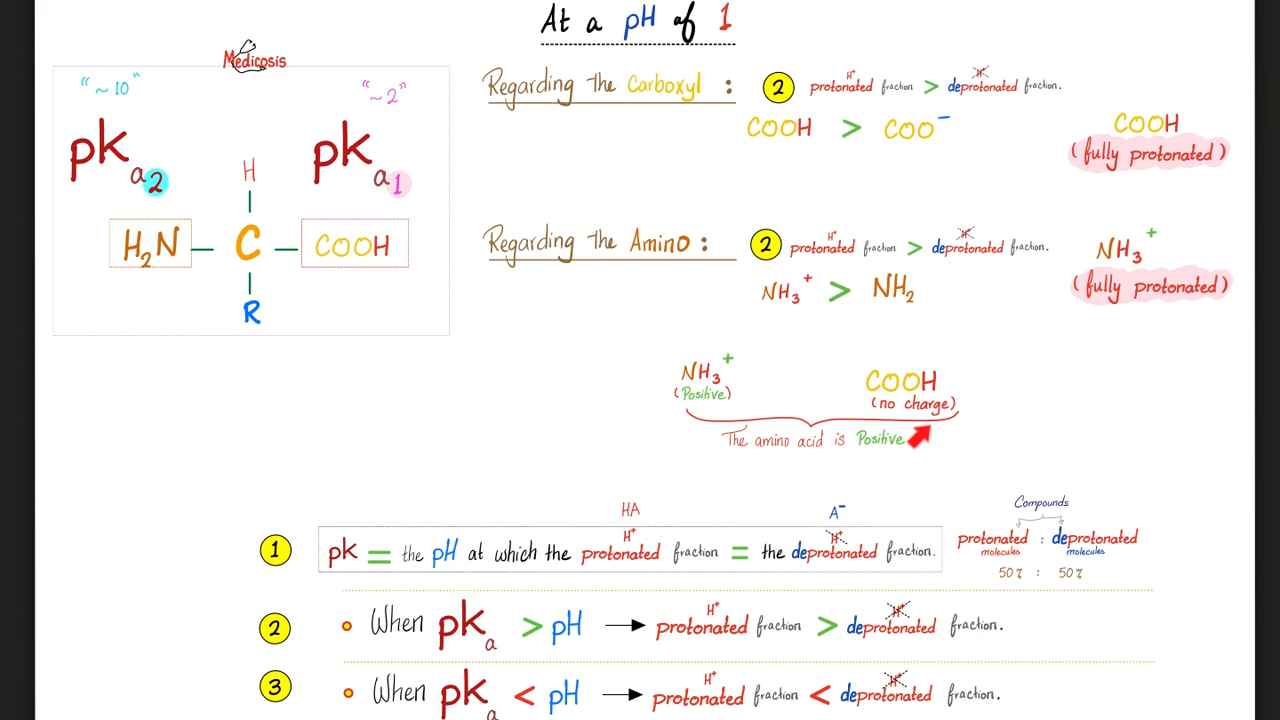 At a pH of 1
Medicosis
"~ 10"
"~ 2"
pka2
pka1
H
H2N – C – COOH
R
Regarding the Carboxyl :
2 protonated fraction > deprotonated fraction.
H+ H+
COOH > COO−
COOH
(fully protonated)
Regarding the Amino :
2 protonated fraction > deprotonated fraction.
H+ H+
NH3+ > NH2
NH3+
(fully protonated)
NH3+ COOH
(Positive) (no charge)
The amino acid is Positive
HA A−
H+ H+
1 pk = the pH at which the protonated fraction = the deprotonated fraction.
Compounds
protonated : deprotonated
molecules molecules
50% : 50%
H+ H+
2 When pka > pH → protonated fraction > deprotonated fraction.
H+ H+
3 When pka < pH → protonated fraction < deprotonated fraction.